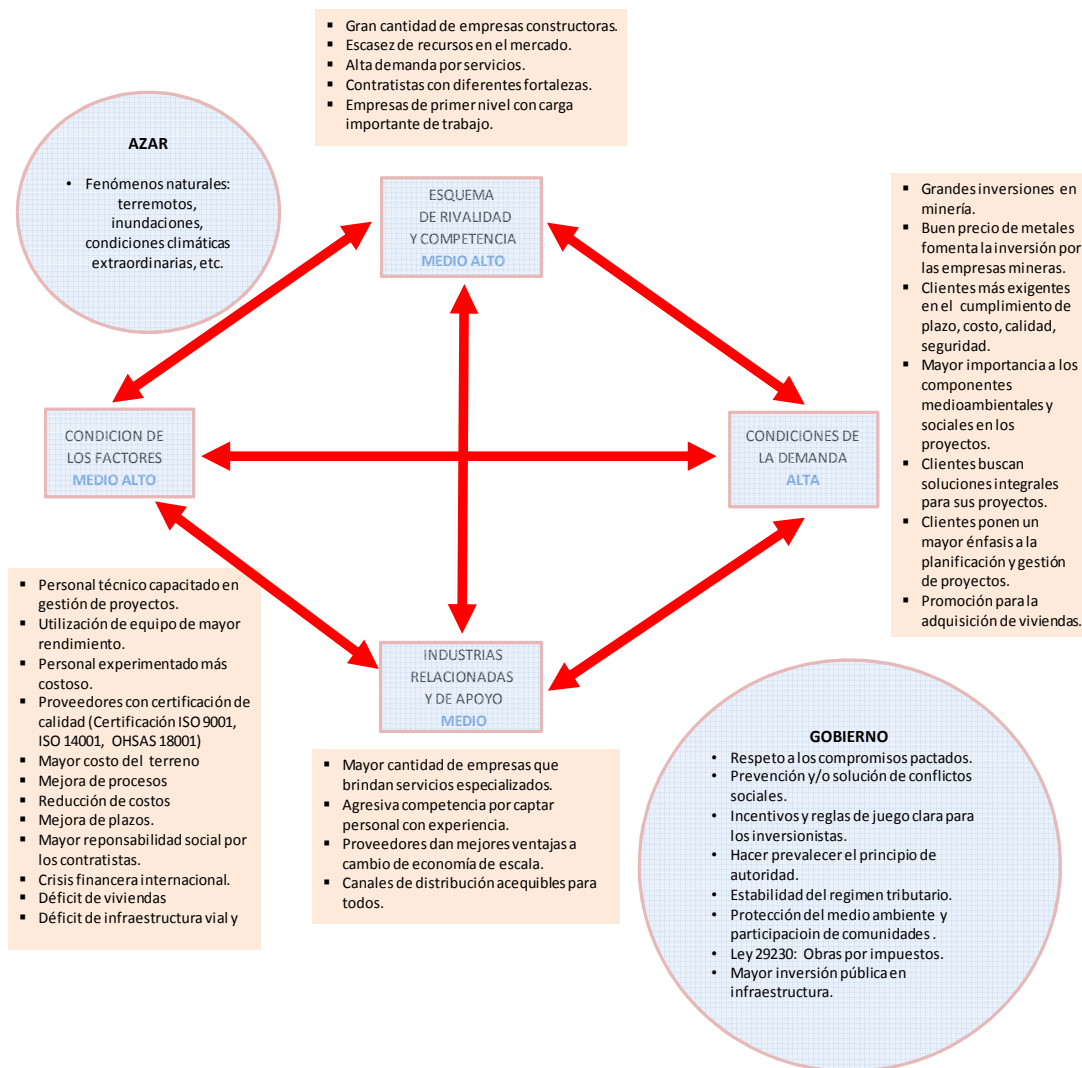 ▪ Gran cantidad de empresas constructoras.
▪ Escasez de recursos en el mercado.
▪ Alta demanda por servicios.
▪ Contratistas con diferentes fortalezas.
▪ Empresas de primer nivel con carga
importante de trabajo.
AZAR
• Fenómenos naturales:
terremotos,
inundaciones,
condiciones climáticas
extraordinarias, etc.
ESQUEMA
DE RIVALIDAD
Y COMPETENCIA
MEDIO ALTO
▪ Grandes inversiones en
minería.
▪ Buen precio de metales
fomenta la inversión por
las empresas mineras.
▪ Clientes más exigentes
en el cumplimiento de
plazo, costo, calidad,
seguridad.
▪ Mayor importancia a los
componentes
medioambientales y
sociales en los
proyectos.
▪ Clientes buscan
soluciones integrales
para sus proyectos.
▪ Clientes ponen un
mayor énfasis a la
planificación y gestión
de proyectos.
▪ Promoción para la
adquisición de viviendas.
CONDICION DE
LOS FACTORES
MEDIO ALTO
CONDICIONES DE
LA DEMANDA
ALTA
▪ Personal técnico capacitado en
gestión de proyectos.
▪ Utilización de equipo de mayor
rendimiento.
▪ Personal experimentado más
costoso.
▪ Proveedores con certificación de
calidad (Certificación ISO 9001,
ISO 14001, OHSAS 18001)
▪ Mayor costo del terreno
▪ Mejora de procesos
▪ Reducción de costos
▪ Mejora de plazos.
▪ Mayor reponsabilidad social por
los contratistas.
▪ Crisis financera internacional.
▪ Déficit de viviendas
▪ Déficit de infraestructura vial y
INDUSTRIAS
RELACIONADAS
Y DE APOYO
MEDIO
▪ Mayor cantidad de empresas que
brindan servicios especializados.
▪ Agresiva competencia por captar
personal con experiencia.
▪ Proveedores dan mejores ventajas a
cambio de economía de escala.
▪ Canales de distribución acequibles para
todos.
GOBIERNO
• Respeto a los compromisos pactados.
• Prevención y/o solución de conflictos
sociales.
• Incentivos y reglas de juego clara para
los inversionistas.
• Hacer prevalecer el principio de
autoridad.
• Estabilidad del regimen tributario.
• Protección del medio ambiente y
participacioin de comunidades .
• Ley 29230: Obras por impuestos.
• Mayor inversión pública en
infraestructura.